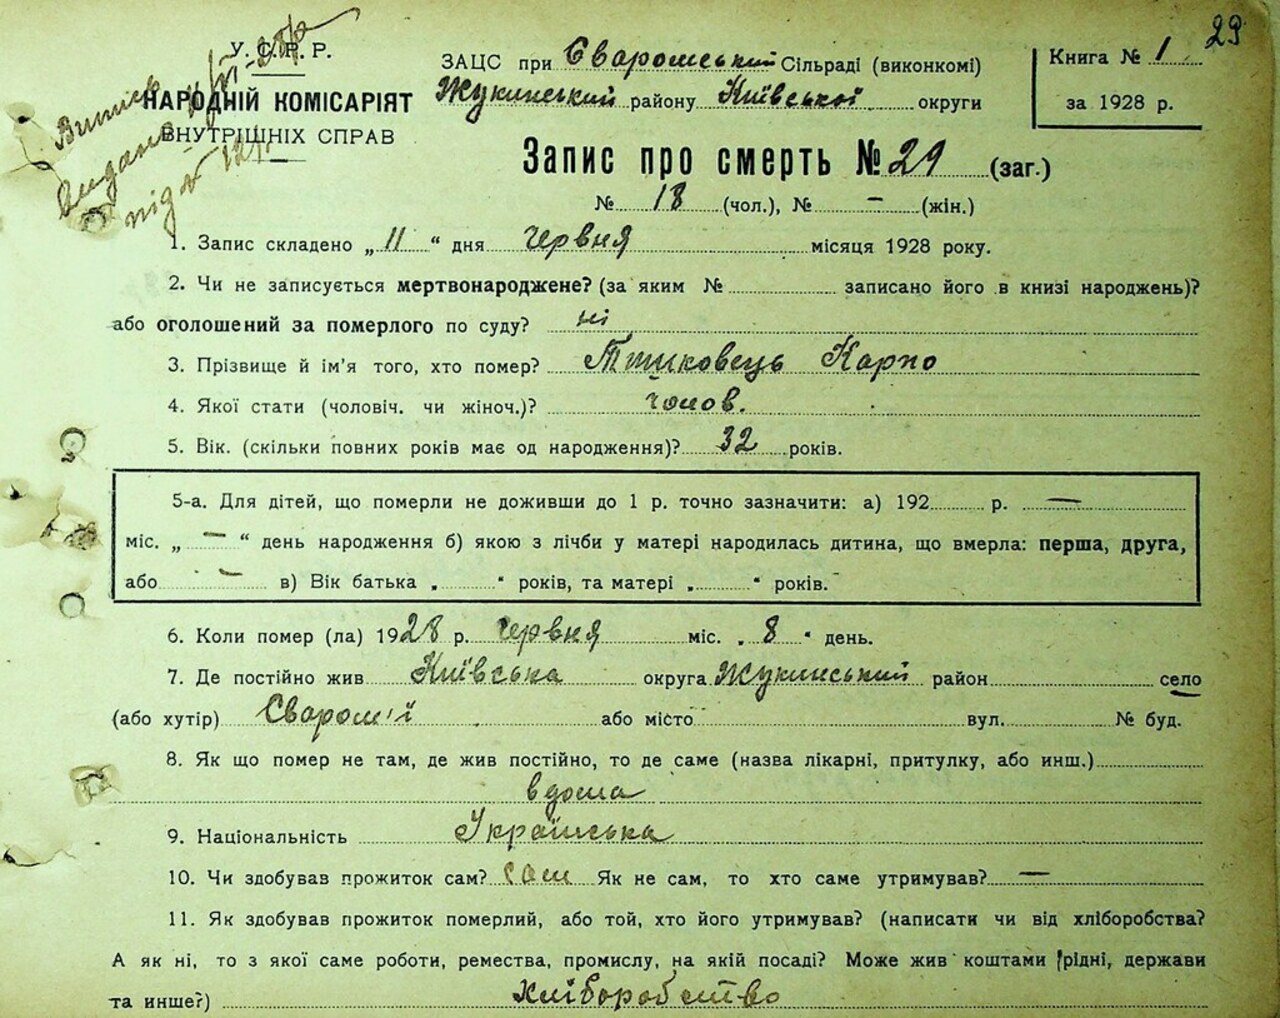 29
У.С.Р.Р.
НАРОДНІЙ КОМІСАРІЯТ
ВНУТРІШНІХ СПРАВ
Витяг
видано
під №
ЗАЦС при Сваромський Сільраді (виконкомі)
Жукинський району Київської округи
Книга № 1
за 1928 р.
Запис про смерть № 29 (заг.)
№ 18 (чол.), № – (жін.)
1. Запис складено „ 11 “ дня червня місяця 1928 року.
2. Чи не записується мертвонароджене? (за яким № записано його в книзі народжень)?
або оголошений за померлого по суду? ні
3. Прізвище й ім'я того, хто помер? Карпо
4. Якої стати (чоловіч. чи жіноч.)? чолов.
5. Вік. (скільки повних років має од народження)? 32 років.
5-а. Для дітей, що померли не доживши до 1 р. точно зазначити: а) 192 р. —
міс. „ — “ день народження б) якою з лічби у матері народилась дитина, що вмерла: перша, друга,
або — в) Вік батька „ “ років, та матері „ “ років.
6. Коли помер (ла) 1928 р. червня міс. „ 8 “ день.
7. Де постійно жив Київська округа Жукинський район село
(або хутір) Сваром'ї або місто вул. № буд.
8. Як що помер не там, де жив постійно, то де саме (назва лікарні, притулку, або инш.)
вдома
9. Національність Українська
10. Чи здобував прожиток сам? сам Як не сам, то хто саме утримував? —
11. Як здобував прожиток померлий, або той, хто його утримував? (написати чи від хліборобства?
А як ні, то з якої саме роботи, ремества, промислу, на якій посаді? Може жив коштами рідні, держави
та инше?) Хліборобство